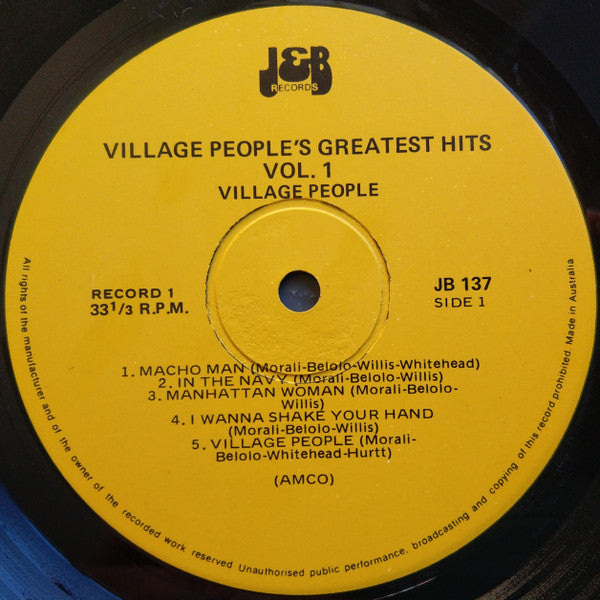 J&B
RECORDS
VILLAGE PEOPLE'S GREATEST HITS
VOL. 1
VILLAGE PEOPLE
RECORD 1
33 1/3 R.P.M.
JB 137
SIDE 1
1. MACHO MAN (Morali-Belolo-Willis-Whitehead)
2. IN THE NAVY (Morali-Belolo-Willis)
3. MANHATTAN WOMAN (Morali-Belolo-
Willis)
4. I WANNA SHAKE YOUR HAND
(Morali-Belolo-Willis)
5. VILLAGE PEOPLE (Morali-
Belolo-Whitehead-Hurtt)
(AMCO)
All rights of the manufacturer and of the owner of the recorded work reserved Unauthorised public performance, broadcasting and copying of this record prohibited. Made in Australia